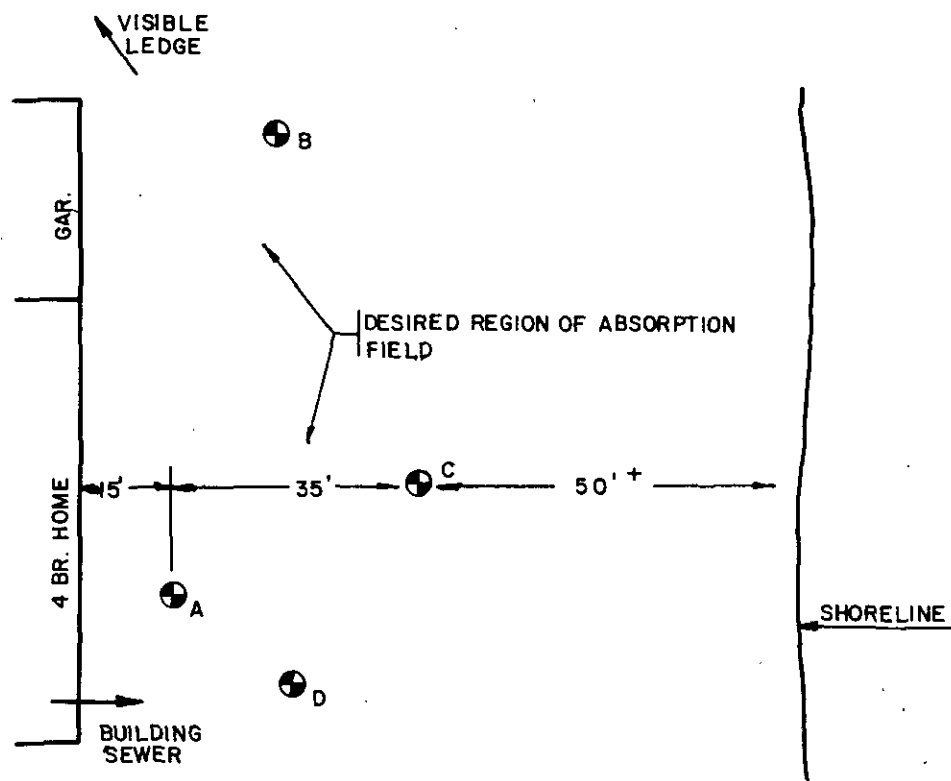 VISIBLE
LEDGE
B
GAR.
DESIRED REGION OF ABSORPTION
FIELD
15'
35'
C
50' +
4 BR. HOME
A
SHORELINE
D
BUILDING
SEWER